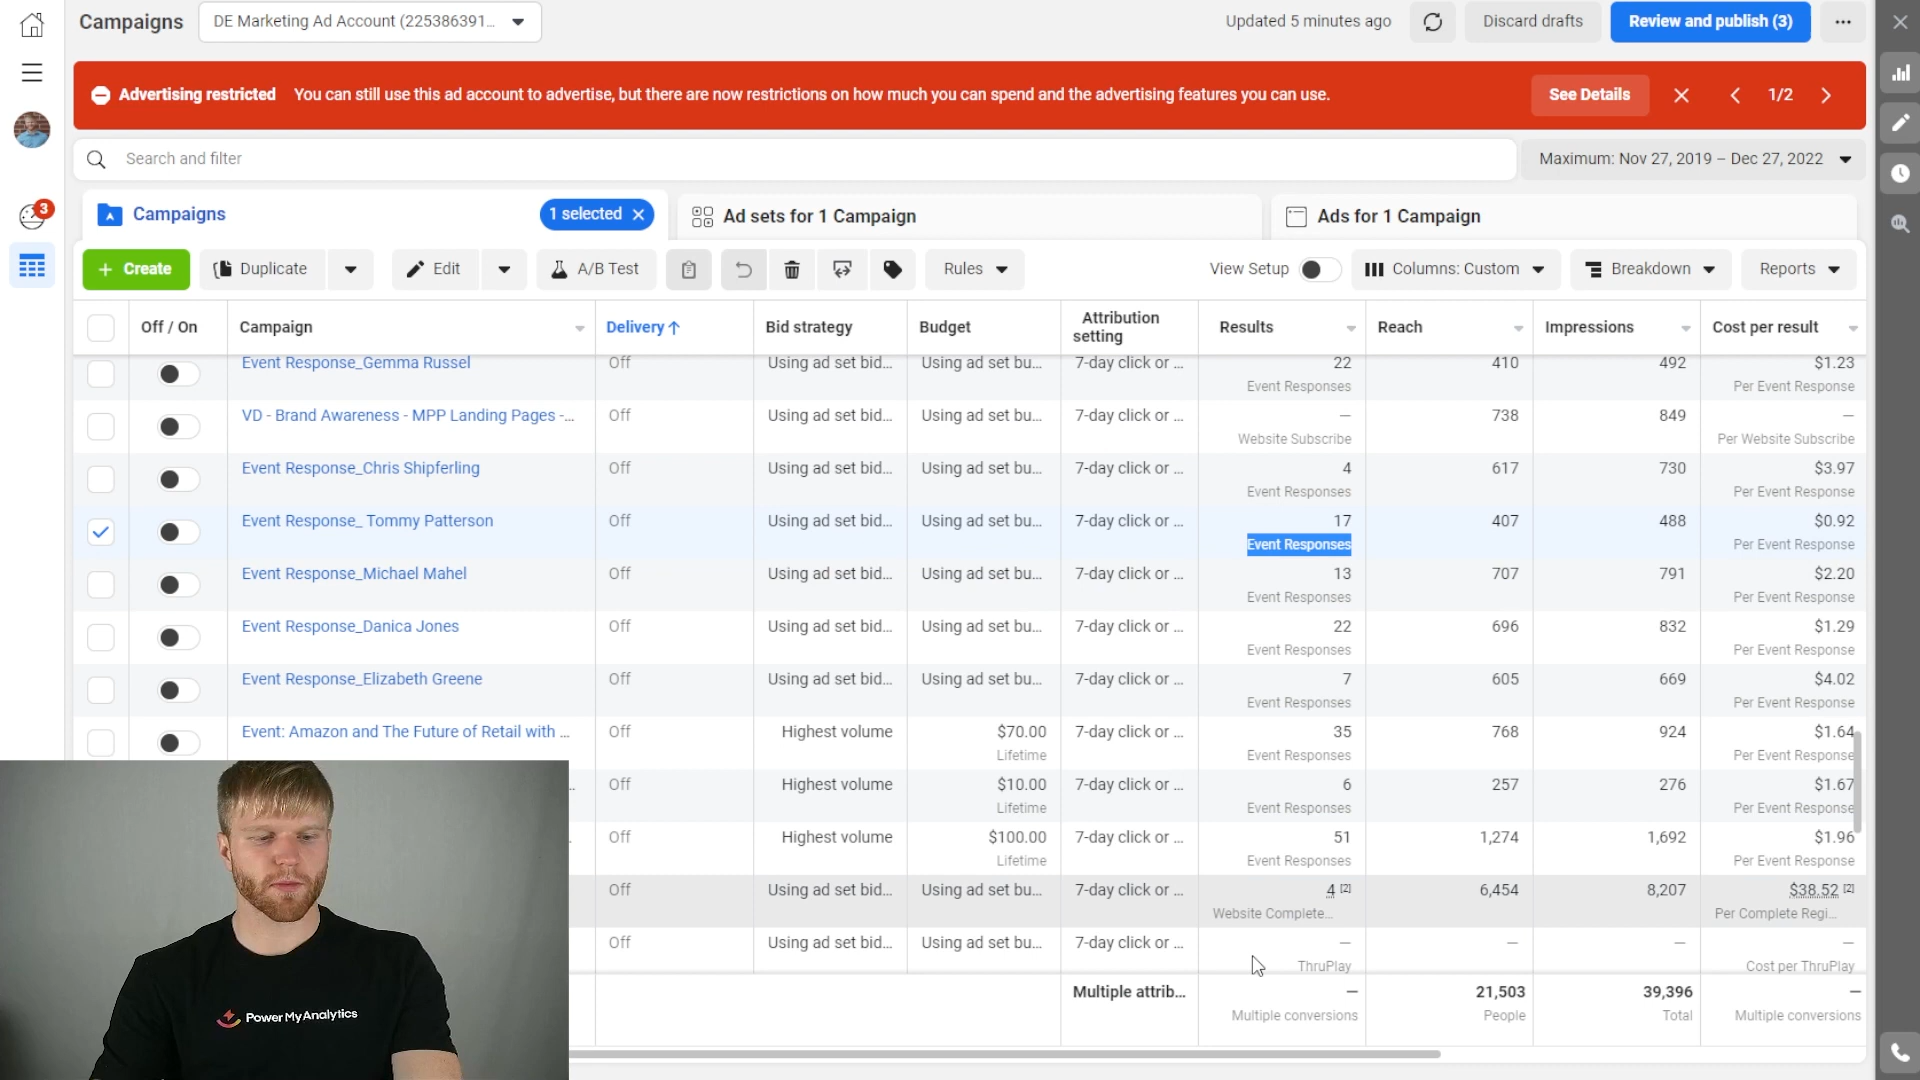 Campaigns
DE Marketing Ad Account (225386391...
Updated 5 minutes ago
Discard drafts
Review and publish (3)
Advertising restricted You can still use this ad account to advertise, but there are now restrictions on how much you can spend and the advertising features you can use.
See Details
1/2
Search and filter
Maximum: Nov 27, 2019 – Dec 27, 2022
3
Campaigns
1 selected
Ad sets for 1 Campaign
Ads for 1 Campaign
+ Create
Duplicate
Edit
A/B Test
Rules
View Setup
Columns: Custom
Breakdown
Reports
Off / On Campaign Delivery ↑ Bid strategy Budget Attribution setting Results Reach Impressions Cost per result
Event Response_Gemma Russel Off Using ad set bid... Using ad set bu... 7-day click or ... 22 410 492 $1.23
Event Responses Per Event Response
VD - Brand Awareness - MPP Landing Pages -... Off Using ad set bid... Using ad set bu... 7-day click or ... — 738 849 —
Website Subscribe Per Website Subscribe
Event Response_Chris Shipferling Off Using ad set bid... Using ad set bu... 7-day click or ... 4 617 730 $3.97
Event Responses Per Event Response
Event Response_ Tommy Patterson Off Using ad set bid... Using ad set bu... 7-day click or ... 17 407 488 $0.92
Event Responses Per Event Response
Event Response_Michael Mahel Off Using ad set bid... Using ad set bu... 7-day click or ... 13 707 791 $2.20
Event Responses Per Event Response
Event Response_Danica Jones Off Using ad set bid... Using ad set bu... 7-day click or ... 22 696 832 $1.29
Event Responses Per Event Response
Event Response_Elizabeth Greene Off Using ad set bid... Using ad set bu... 7-day click or ... 7 605 669 $4.02
Event Responses Per Event Response
Event: Amazon and The Future of Retail with ... Off Highest volume $70.00 7-day click or ... 35 768 924 $1.64
Lifetime Event Responses Per Event Response
Off Highest volume $10.00 7-day click or ... 6 257 276 $1.67
Lifetime Event Responses Per Event Response
Off Highest volume $100.00 7-day click or ... 51 1,274 1,692 $1.96
Lifetime Event Responses Per Event Response
Off Using ad set bid... Using ad set bu... 7-day click or ... 4 [2] 6,454 8,207 $38.52 [2]
Website Complete... Per Complete Regi...
Off Using ad set bid... Using ad set bu... 7-day click or ... — — — —
ThruPlay Cost per ThruPlay
Multiple attrib... — 21,503 39,396 —
Multiple conversions People Total Multiple conversions
PowerMyAnalytics